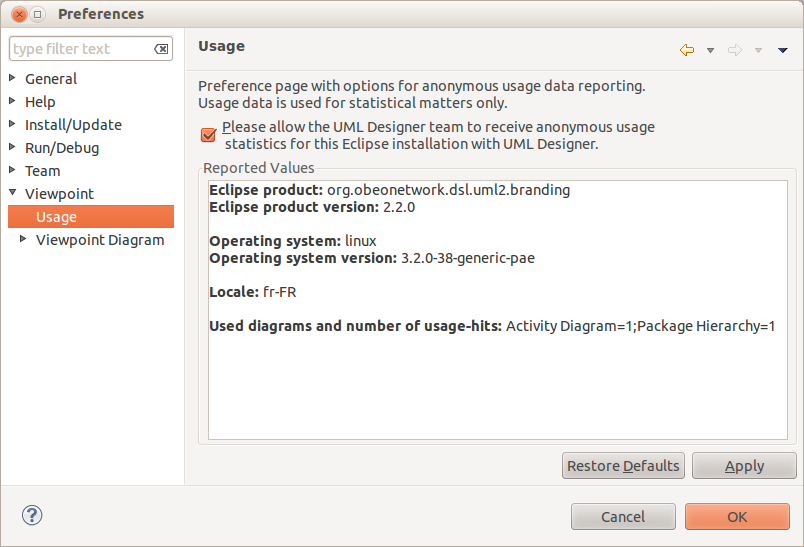 Preferences
type filter text
General
Help
Install/Update
Run/Debug
Team
Viewpoint
Usage
Viewpoint Diagram
Usage
Preference page with options for anonymous usage data reporting.
Usage data is used for statistical matters only.
Please allow the UML Designer team to receive anonymous usage
statistics for this Eclipse installation with UML Designer.
Reported Values
Eclipse product: org.obeonetwork.dsl.uml2.branding
Eclipse product version: 2.2.0
Operating system: linux
Operating system version: 3.2.0-38-generic-pae
Locale: fr-FR
Used diagrams and number of usage-hits: Activity Diagram=1;Package Hierarchy=1
Restore Defaults
Apply
?
Cancel
OK